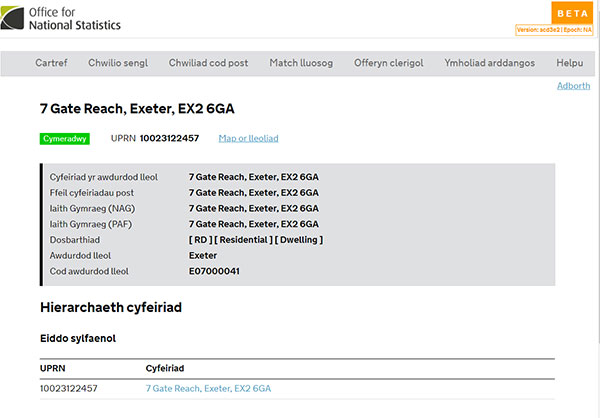 Office for
National Statistics
BETA
Version: scd3e2 | Epoch: NA
Cartref Chwilio sengl Chwiliad cod post Match lluosog Offeryn clerigol Ymholiad arddangos Helpu
Adborth
7 Gate Reach, Exeter, EX2 6GA
Cymeradwy UPRN 10023122457 Map or lleoliad
Cyfeiriad yr awdurdod lleol 7 Gate Reach, Exeter, EX2 6GA
Ffeil cyfeiriadau post 7 Gate Reach, Exeter, EX2 6GA
Iaith Gymraeg (NAG) 7 Gate Reach, Exeter, EX2 6GA
Iaith Gymraeg (PAF) 7 Gate Reach, Exeter, EX2 6GA
Dosbarthiad [ RD ] [ Residential ] [ Dwelling ]
Awdurdod lleol Exeter
Cod awdurdod lleol E07000041
Hierarchaeth cyfeiriad
Eiddo sylfaenol
UPRN Cyfeiriad
10023122457 7 Gate Reach, Exeter, EX2 6GA